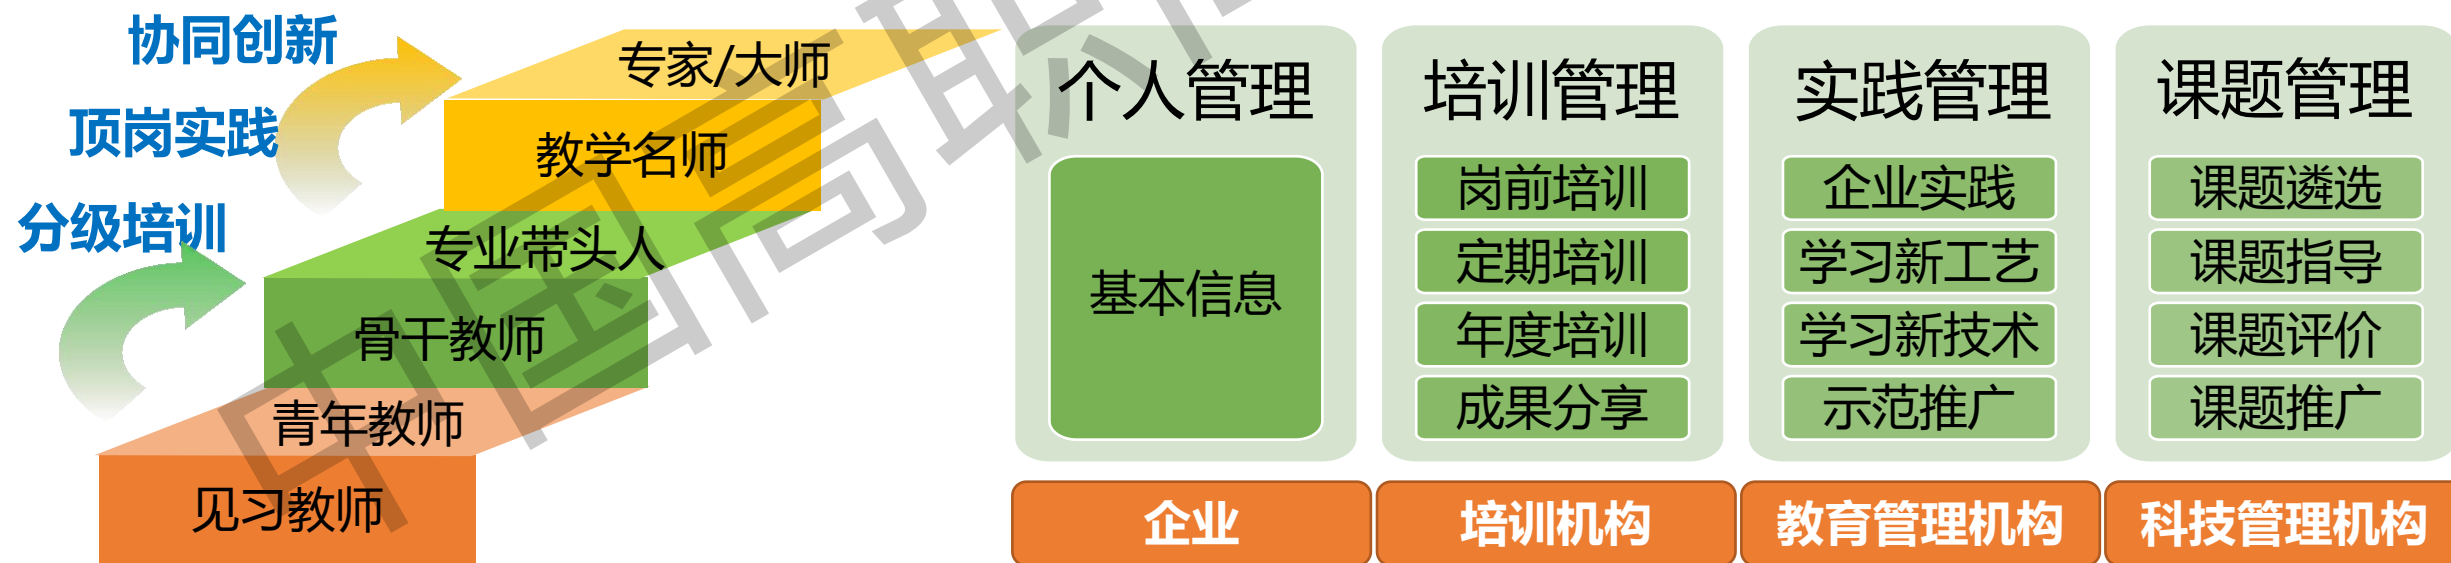 协同创新
顶岗实践
分级培训
专家/大师
教学名师
专业带头人
骨干教师
青年教师
见习教师
个人管理
基本信息
培训管理
岗前培训
定期培训
年度培训
成果分享
实践管理
企业实践
学习新工艺
学习新技术
示范推广
课题管理
课题遴选
课题指导
课题评价
课题推广
企业
培训机构
教育管理机构
科技管理机构
中国高职